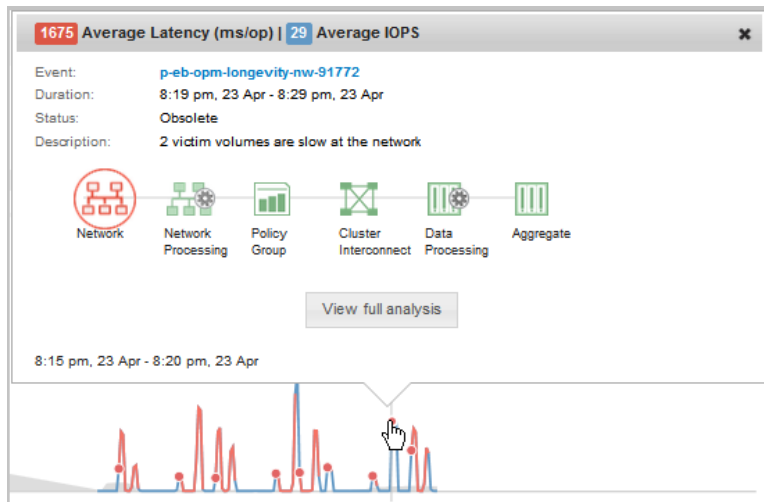 1675 Average Latency (ms/op) | 29 Average IOPS
Event: p-eb-opm-longevity-nw-91772
Duration: 8:19 pm, 23 Apr - 8:29 pm, 23 Apr
Status: Obsolete
Description: 2 victim volumes are slow at the network
Network
Network Processing
Policy Group
Cluster Interconnect
Data Processing
Aggregate
View full analysis
8:15 pm, 23 Apr - 8:20 pm, 23 Apr